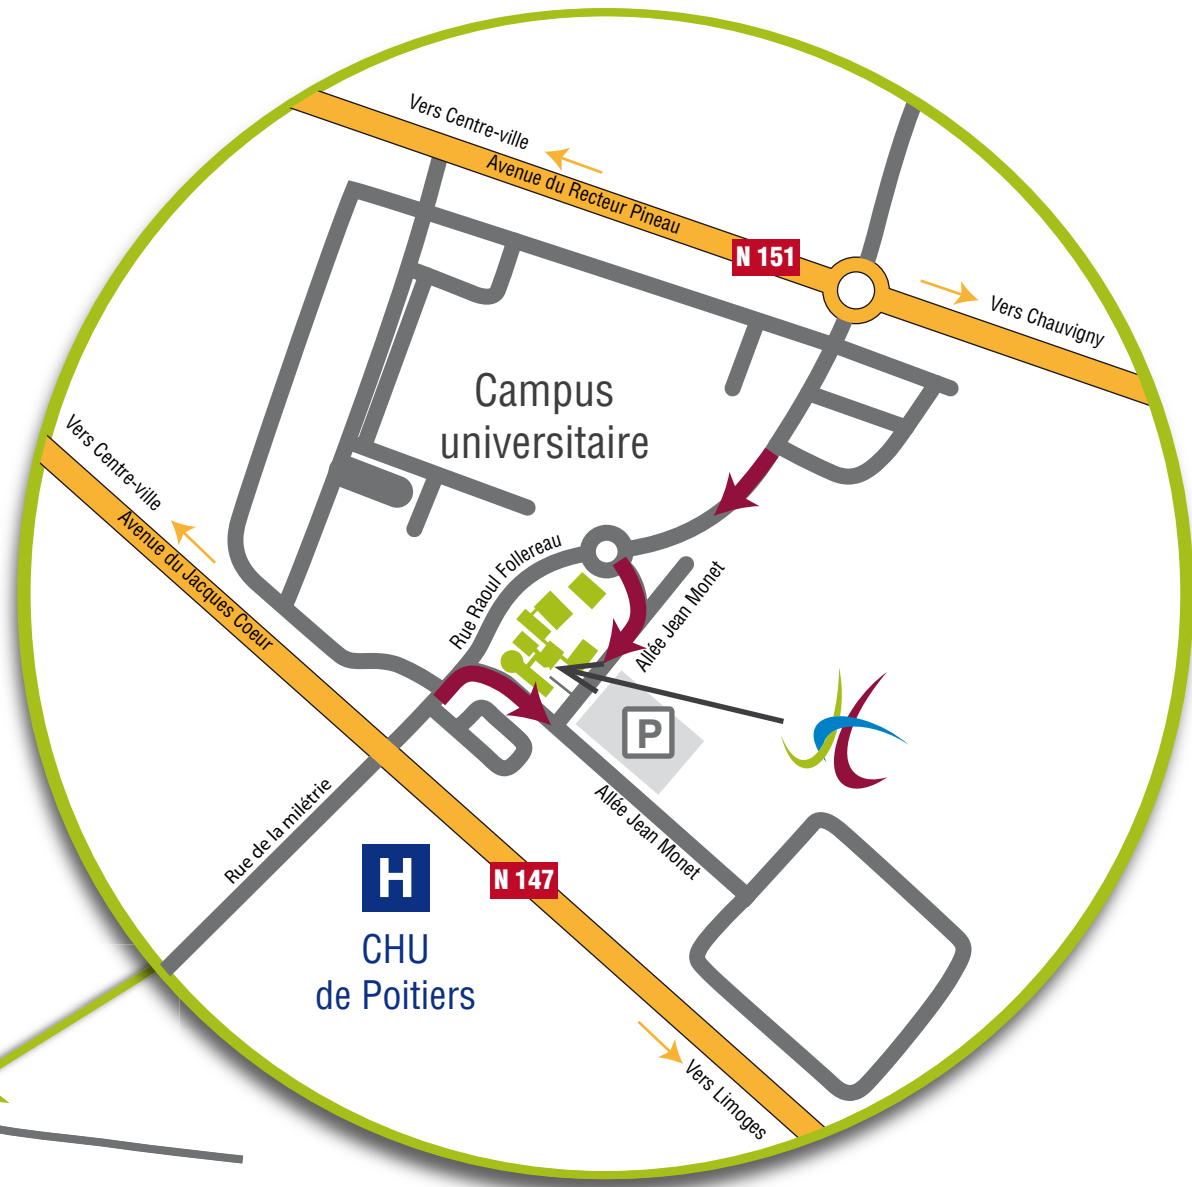 Vers Centre-ville
Avenue du Recteur Pineau
N 151
Vers Chauvigny
Campus
universitaire
Vers Centre-ville
Avenue du Jacques Coeur
Rue Raoul Follereau
Allée Jean Monet
P
Allée Jean Monet
Rue de la milétrie
H
CHU
de Poitiers
N 147
Vers Limoges